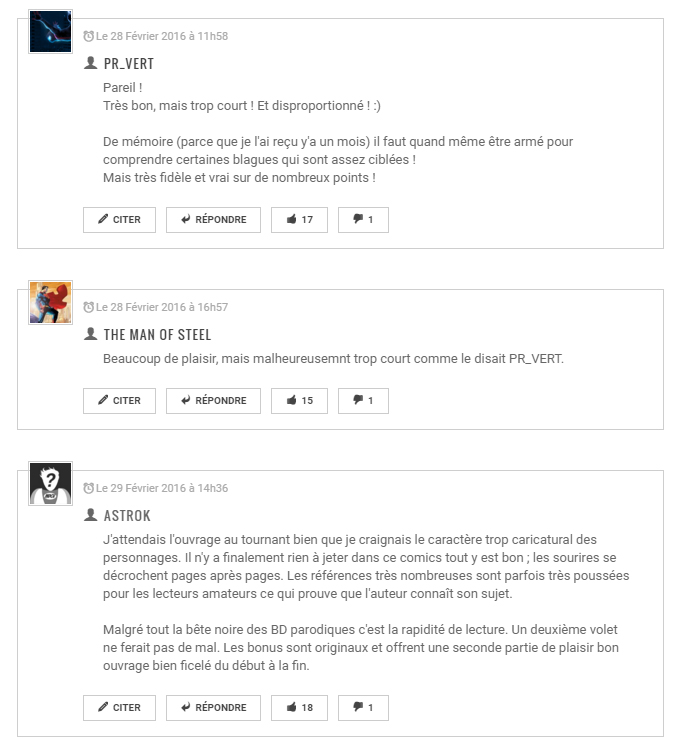 Le 28 Février 2016 à 11h58
PR_VERT
Pareil !
Très bon, mais trop court ! Et disproportionné ! :)
De mémoire (parce que je l'ai reçu y'a un mois) il faut quand même être armé pour
comprendre certaines blagues qui sont assez ciblées !
Mais très fidèle et vrai sur de nombreux points !
CITER RÉPONDRE 17 1
Le 28 Février 2016 à 16h57
THE MAN OF STEEL
Beaucoup de plaisir, mais malheureusemnt trop court comme le disait PR_VERT.
CITER RÉPONDRE 15 1
Le 29 Février 2016 à 14h36
ASTROK
J'attendais l'ouvrage au tournant bien que je craignais le caractère trop caricatural des
personnages. Il n'y a finalement rien à jeter dans ce comics tout y est bon ; les sourires se
décrochent pages après pages. Les références très nombreuses sont parfois très poussées
pour les lecteurs amateurs ce qui prouve que l'auteur connaît son sujet.
Malgré tout la bête noire des BD parodiques c'est la rapidité de lecture. Un deuxième volet
ne ferait pas de mal. Les bonus sont originaux et offrent une seconde partie de plaisir bon
ouvrage bien ficelé du début à la fin.
CITER RÉPONDRE 18 1